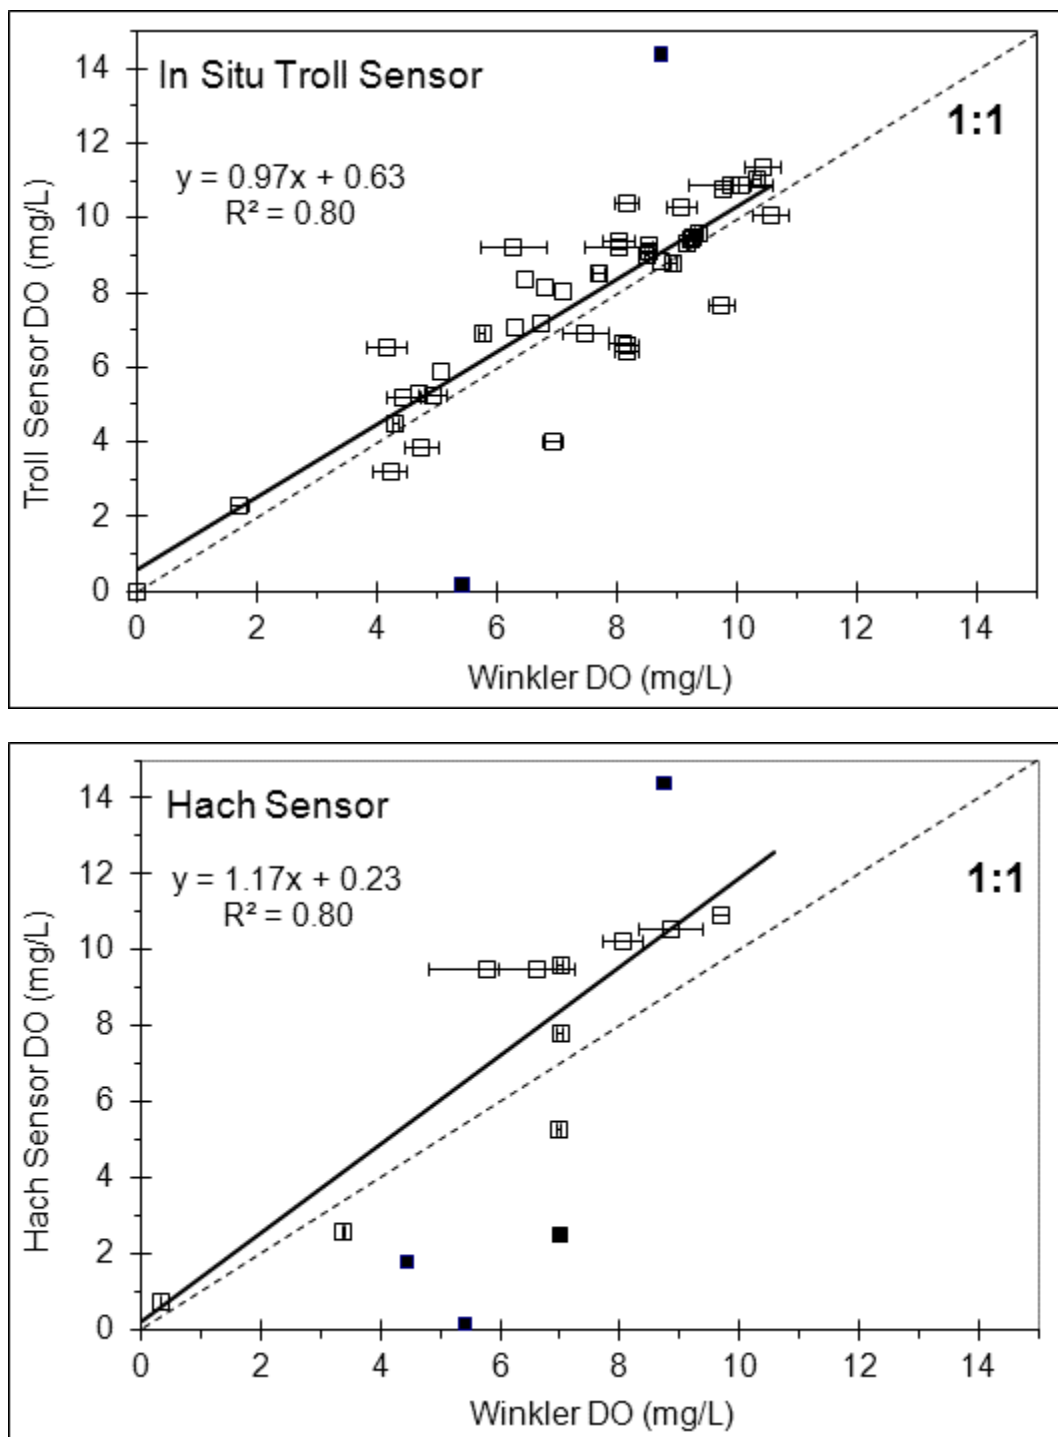 In Situ Troll Sensor
1:1
y = 0.97x + 0.63
R² = 0.80
Troll Sensor DO (mg/L)
14
12
10
8
6
4
2
0
0 2 4 6 8 10 12 14
Winkler DO (mg/L)
Hach Sensor
1:1
y = 1.17x + 0.23
R² = 0.80
Hach Sensor DO (mg/L)
14
12
10
8
6
4
2
0
0 2 4 6 8 10 12 14
Winkler DO (mg/L)